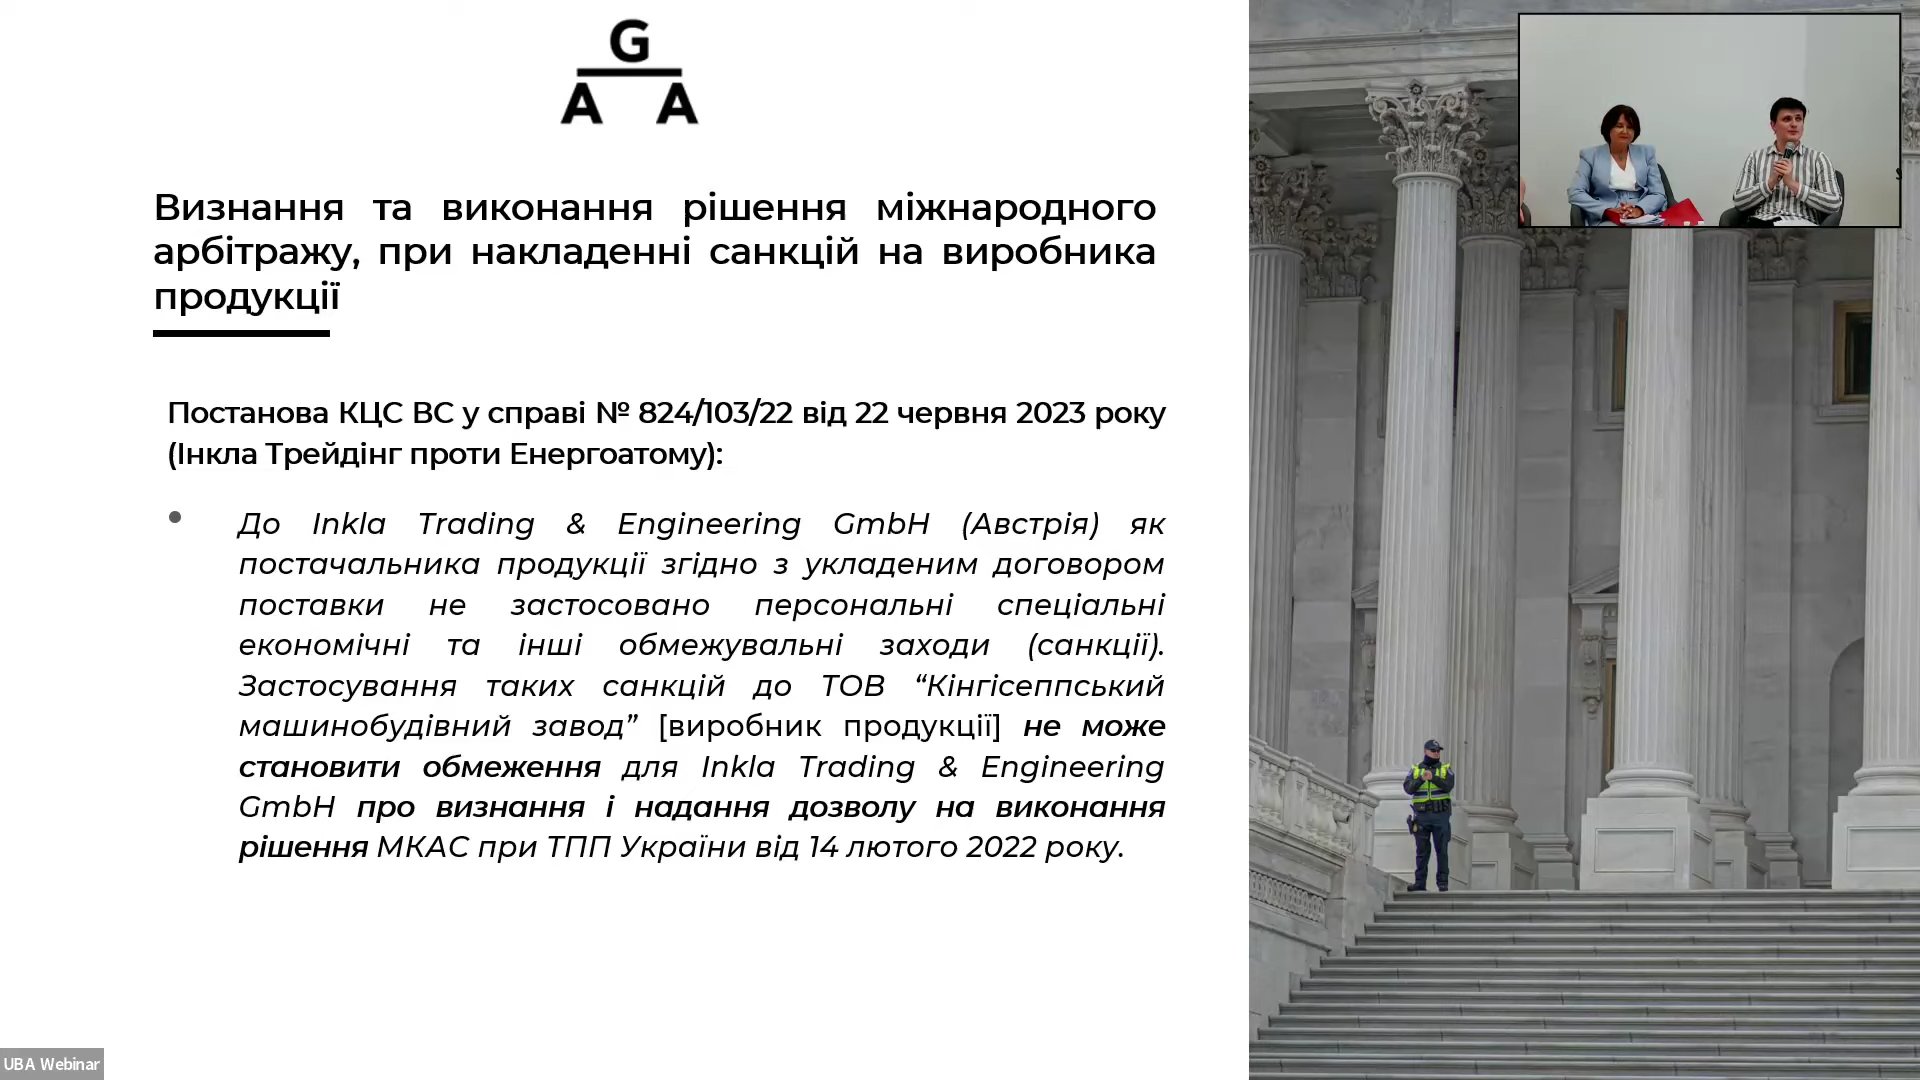 G
A A
Визнання та виконання рішення міжнародного
арбітражу, при накладенні санкцій на виробника
продукції
Постанова КЦС ВС у справі № 824/103/22 від 22 червня 2023 року
(Інкла Трейдінг проти Енергоатому):
• До Inkla Trading & Engineering GmbH (Австрія) як
постачальника продукції згідно з укладеним договором
поставки не застосовано персональні спеціальні
економічні та інші обмежувальні заходи (санкції).
Застосування таких санкцій до ТОВ “Кінгісеппський
машинобудівний завод” [виробник продукції] не може
становити обмеження для Inkla Trading & Engineering
GmbH про визнання і надання дозволу на виконання
рішення МКАС при ТПП України від 14 лютого 2022 року.
UBA Webinar